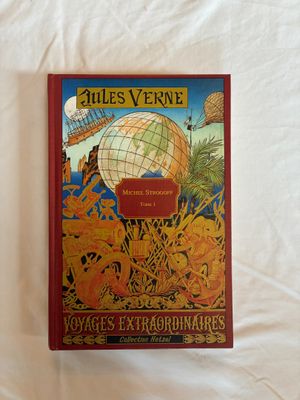 JULES VERNE
MICHEL STROGOFF
TOME 1
VOYAGES EXTRAORDINAIRES
Collection Hetzel